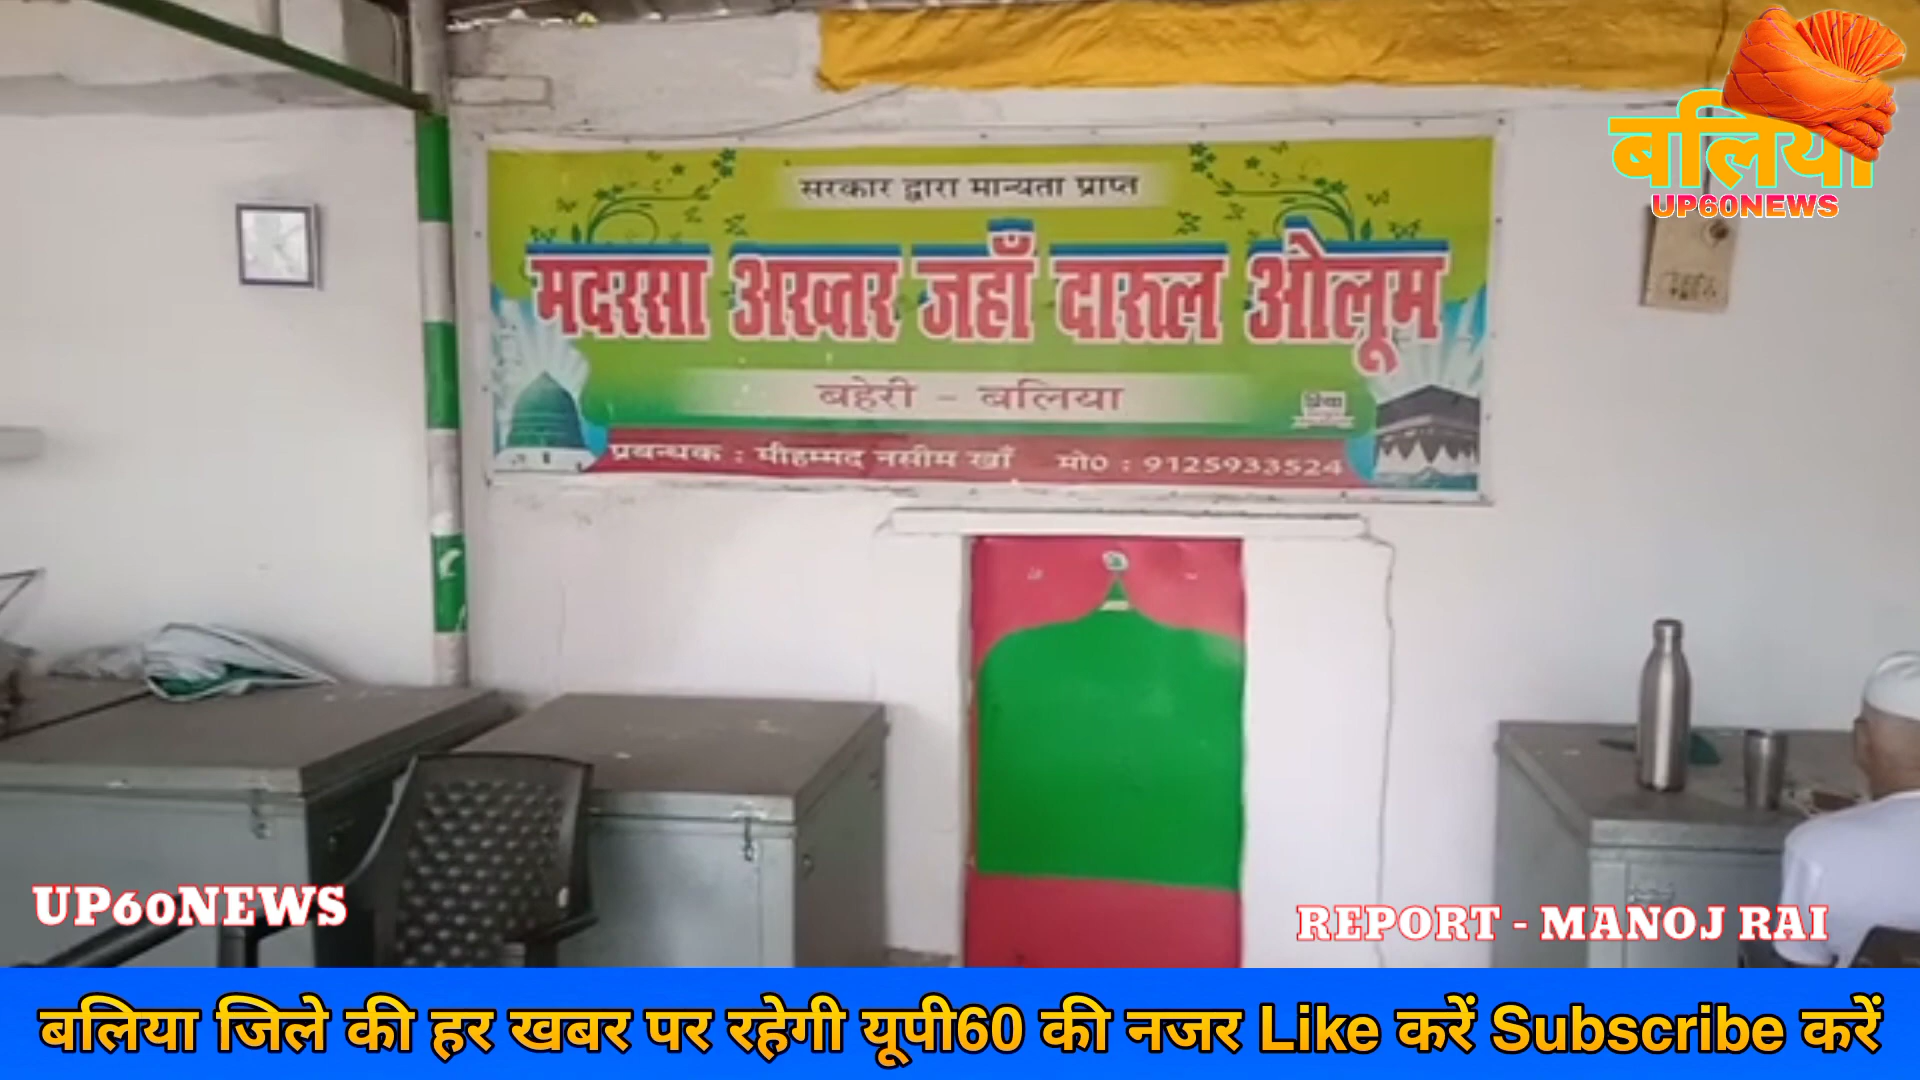 बलिया
UP60NEWS
सरकार द्वारा मान्यता प्राप्त
मदरसा अख्तर जहाँ दारूल ओलूम
बहेरी - बलिया
प्रिया
प्रबन्धक : मोहम्मद नसीम खाँ मो0 : 9125933524
UP60NEWS
REPORT - MANOJ RAI
बलिया जिले की हर खबर पर रहेगी यूपी60 की नजर Like करें Subscribe करें